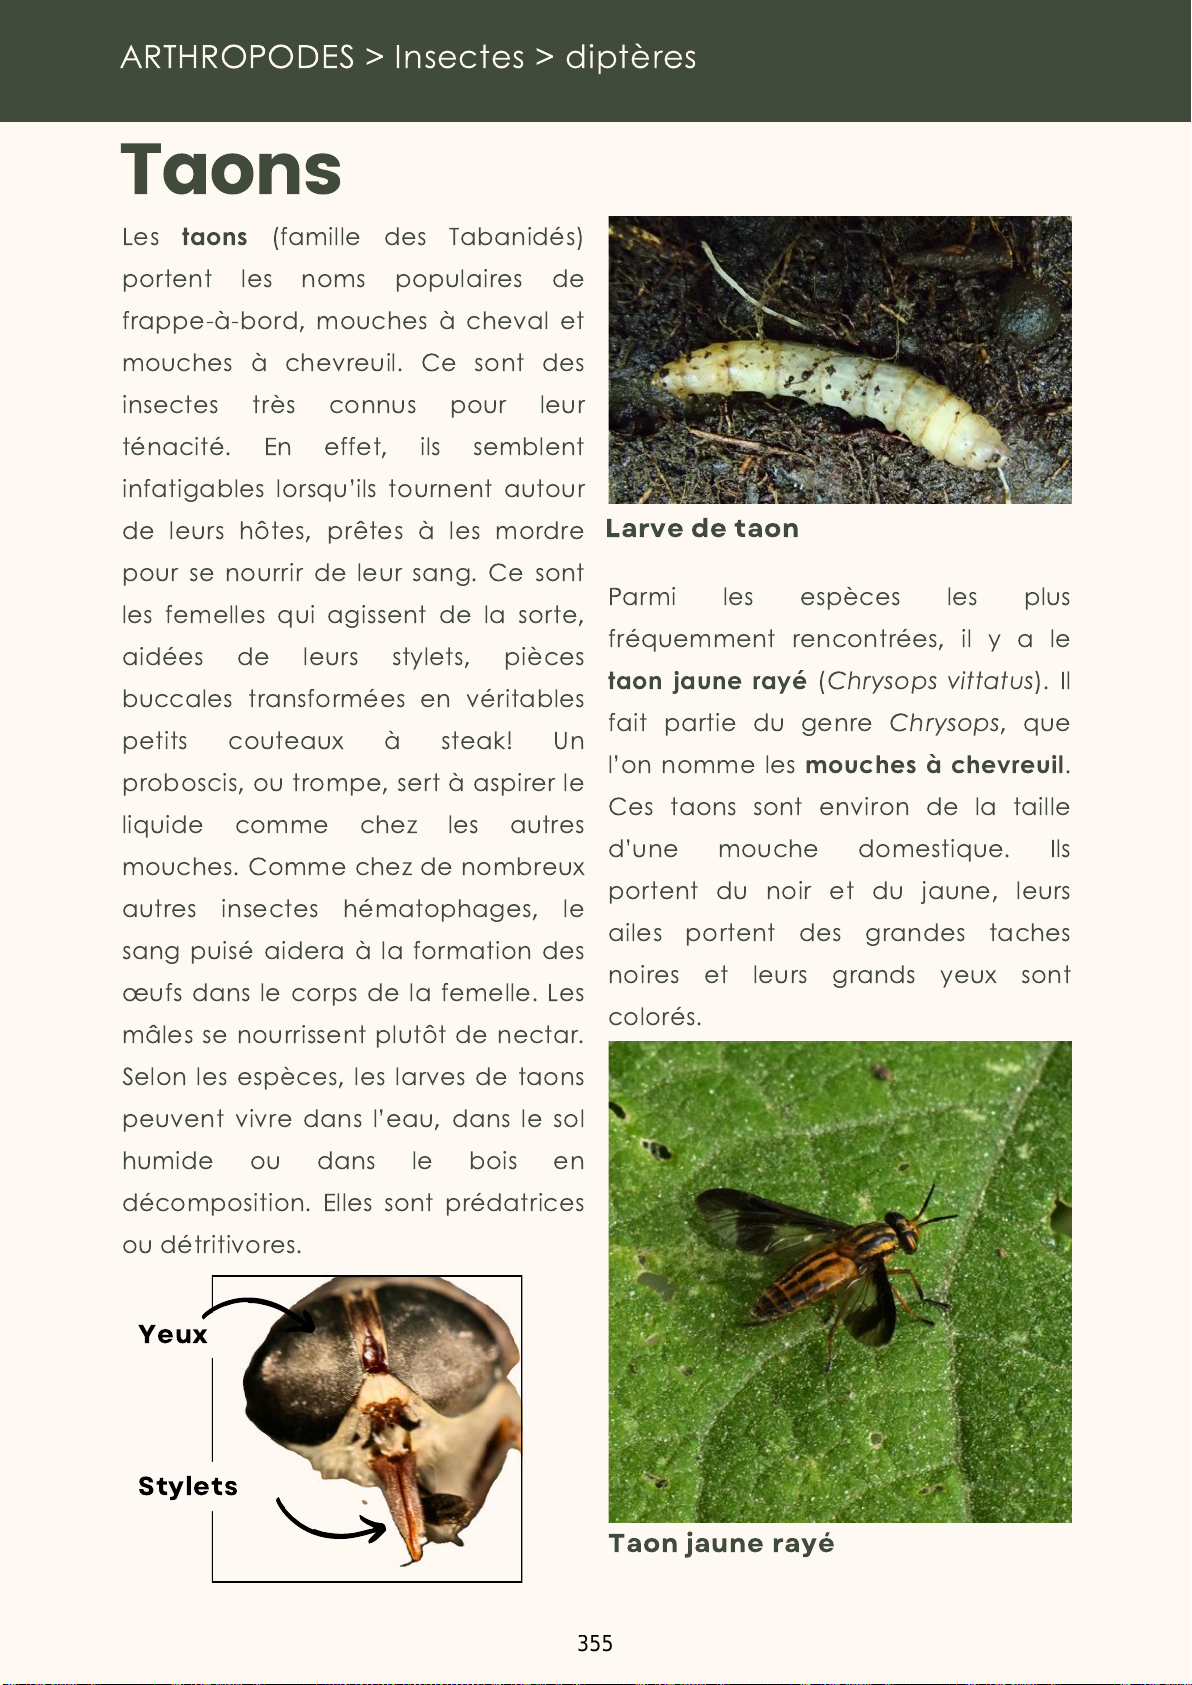 ARTHROPODES > Insectes > diptères
Taons
Les taons (famille des Tabanidés)
portent les noms populaires de
frappe-à-bord, mouches à cheval et
mouches à chevreuil. Ce sont des
insectes très connus pour leur
ténacité. En effet, ils semblent
infatigables lorsqu'ils tournent autour
de leurs hôtes, prêtes à les mordre
pour se nourrir de leur sang. Ce sont
les femelles qui agissent de la sorte,
aidées de leurs stylets, pièces
buccales transformées en véritables
petits couteaux à steak! Un
proboscis, ou trompe, sert à aspirer le
liquide comme chez les autres
mouches. Comme chez de nombreux
autres insectes hématophages, le
sang puisé aidera à la formation des
œufs dans le corps de la femelle. Les
mâles se nourrissent plutôt de nectar.
Selon les espèces, les larves de taons
peuvent vivre dans l'eau, dans le sol
humide ou dans le bois en
décomposition. Elles sont prédatrices
ou détritivores.
Yeux
Stylets
Larve de taon
Parmi les espèces les plus
fréquemment rencontrées, il y a le
taon jaune rayé (Chrysops vittatus). Il
fait partie du genre Chrysops, que
l'on nomme les mouches à chevreuil.
Ces taons sont environ de la taille
d'une mouche domestique. Ils
portent du noir et du jaune, leurs
ailes portent des grandes taches
noires et leurs grands yeux sont
colorés.
Taon jaune rayé
355